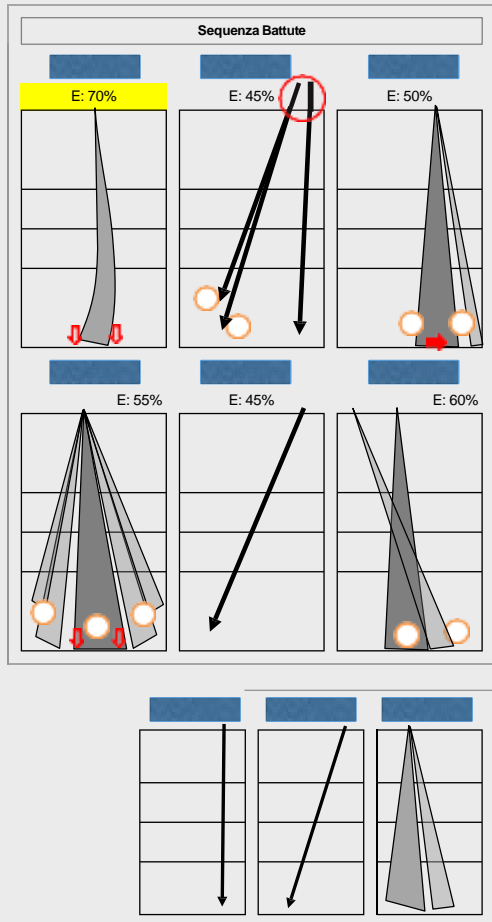 Sequenza Battute
E: 70%
E: 45%
E: 50%
E: 55%
E: 45%
E: 60%